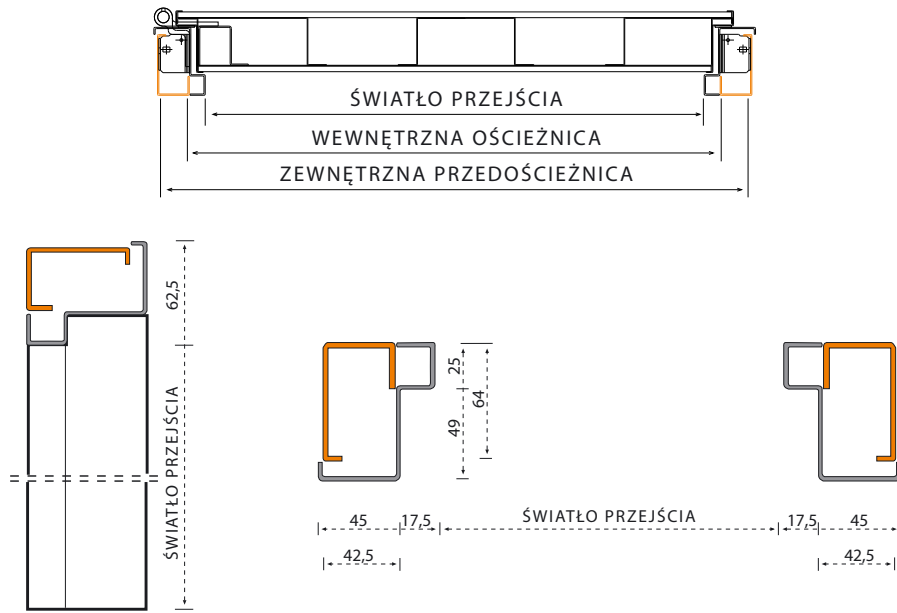 ŚWIATŁO PRZEJŚCIA
WEWNĘTRZNA OŚCIEŻNICA
ZEWNĘTRZNA PRZEDOŚCIEŻNICA
62,5
ŚWIATŁO PRZEJŚCIA
25
49
64
45
17,5
ŚWIATŁO PRZEJŚCIA
17,5
45
42,5
42,5